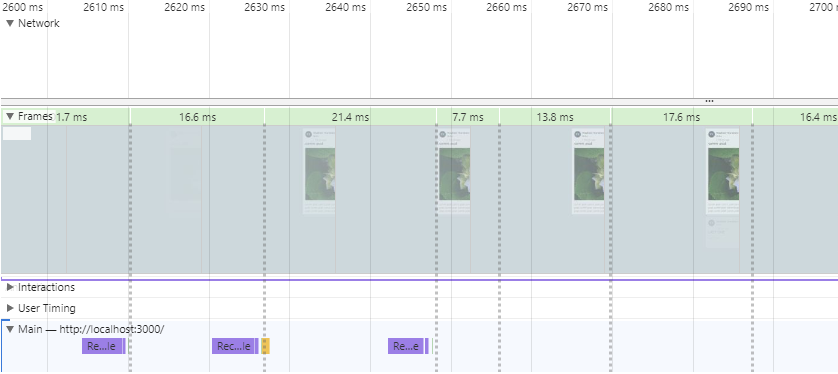 2600 ms 2610 ms 2620 ms 2630 ms 2640 ms 2650 ms 2660 ms 2670 ms 2680 ms 2690 ms 2700
▼ Network
...
▼ Frames 1.7 ms 16.6 ms 21.4 ms 7.7 ms 13.8 ms 17.6 ms 16.4 ms
▶ Interactions
▶ User Timing
▼ Main — http://localhost:3000/
Re...le Rec...le Re...e